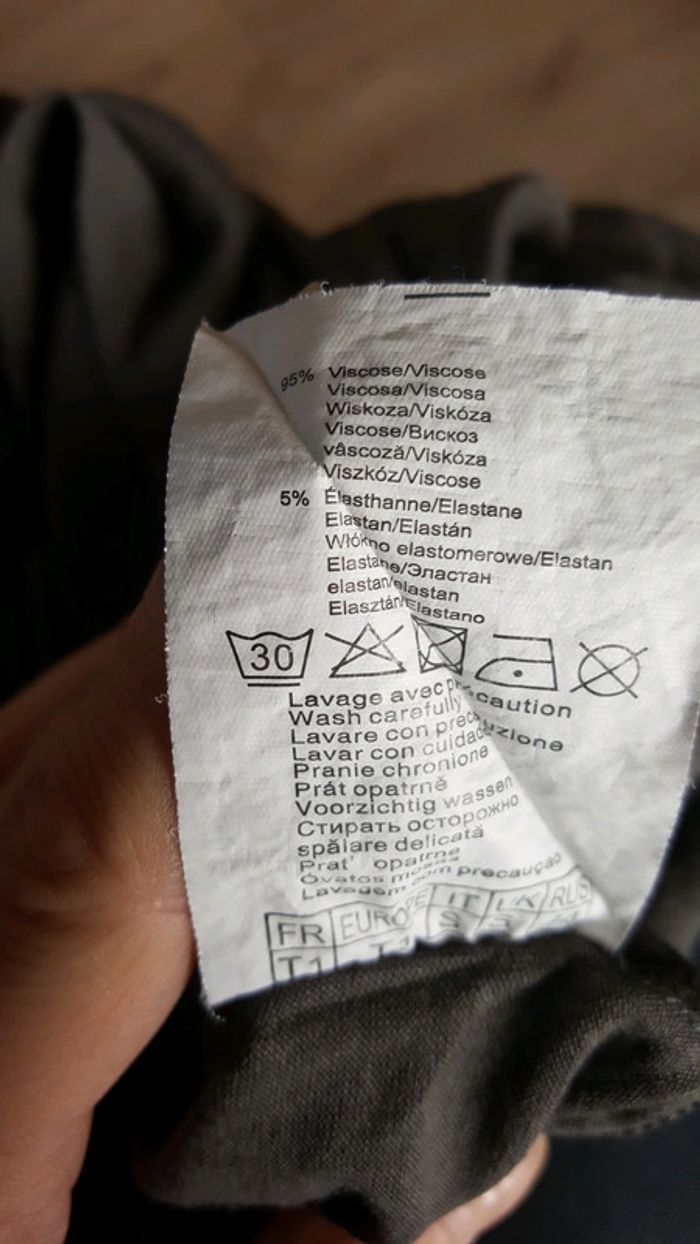 95% Viscose/Viscose
Viscosa/Viscosa
Wiskoza/Viskóza
Viscose/Вискоз
vâscoză/Viskóza
Viszkóz/Viscose
5% Élasthanne/Elastane
Elastan/Elastán
Włókno elastomerowe/Elastan
Elastane/Эластан
elastan/elastan
Elasztán/Elastano
30
Lavage avec précaution
Wash carefully
Lavare con precauzione
Lavar con cuidado
Pranie chronione
Prát opatrně
Voorzichtig wassen
Стирать осторожно
spălare delicată
Prat' opatrne
Óvatos mosás
Lavagem com precaução
FR EUROPE IT UK RUS
T1 T1 S